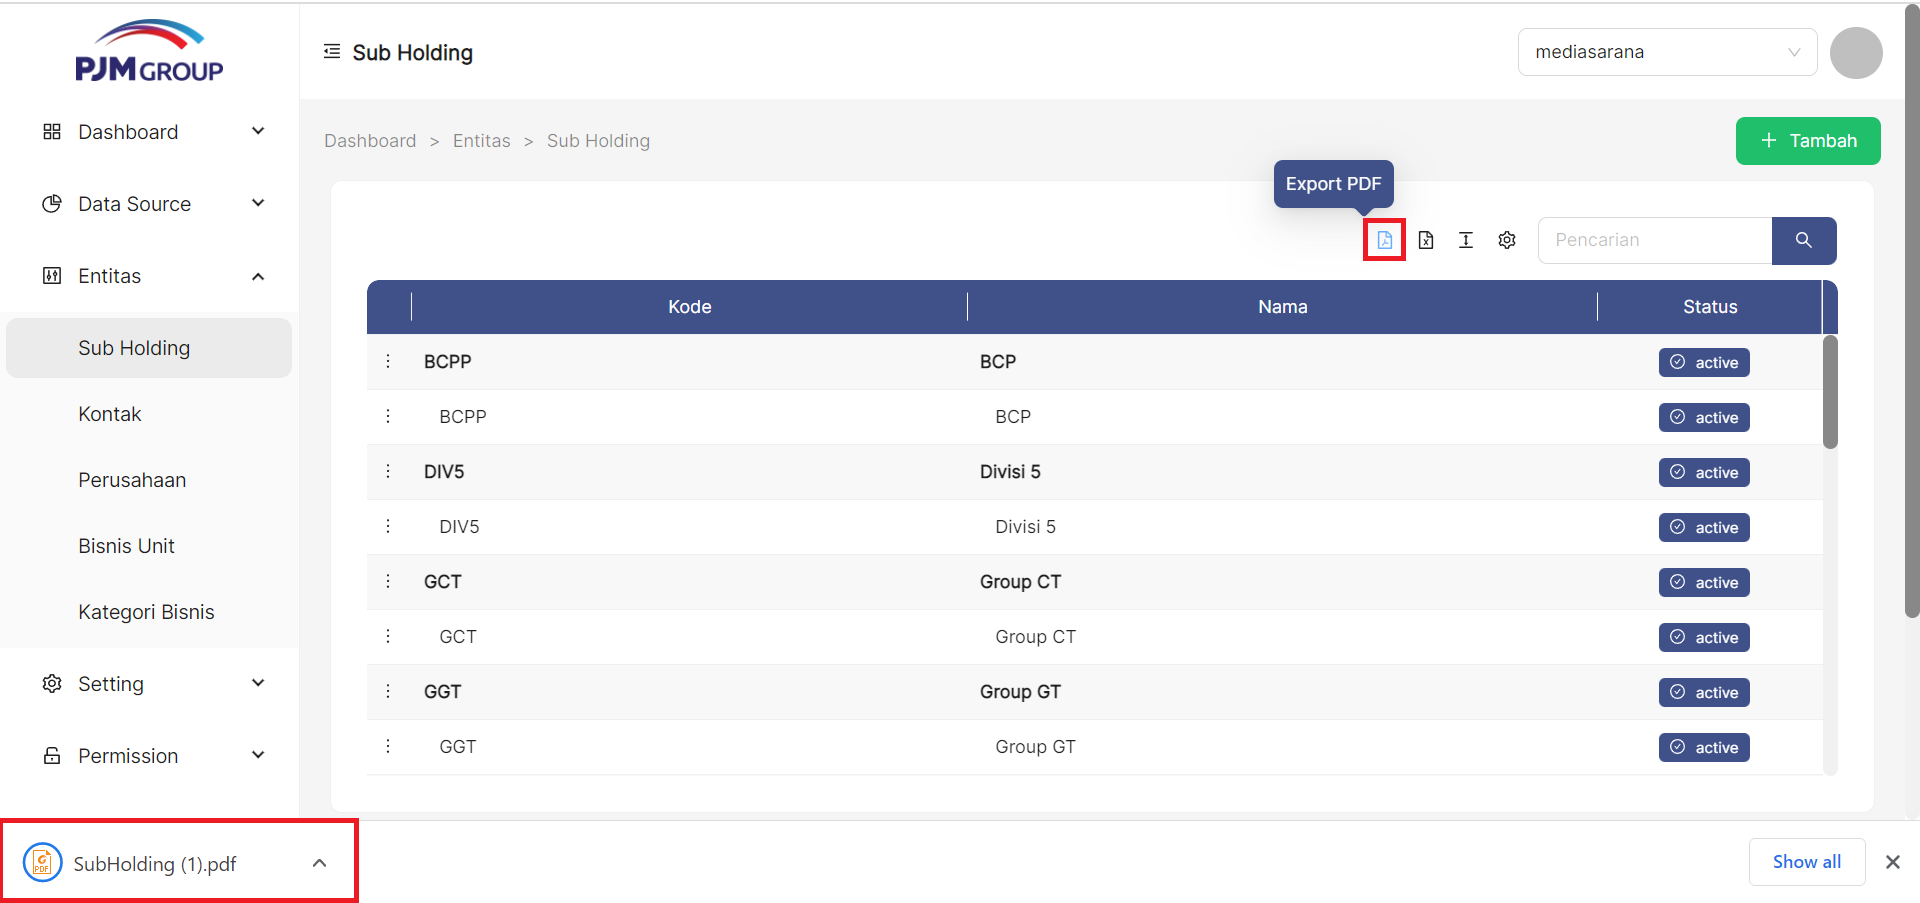 PJM GROUP
Sub Holding
mediasarana
Dashboard
Data Source
Entitas
Sub Holding
Kontak
Perusahaan
Bisnis Unit
Kategori Bisnis
Setting
Permission
Dashboard > Entitas > Sub Holding
+ Tambah
Export PDF
Pencarian
Kode Nama Status
BCPP BCP active
BCPP BCP active
DIV5 Divisi 5 active
DIV5 Divisi 5 active
GCT Group CT active
GCT Group CT active
GGT Group GT active
GGT Group GT active
PDF
SubHolding (1).pdf
Show all